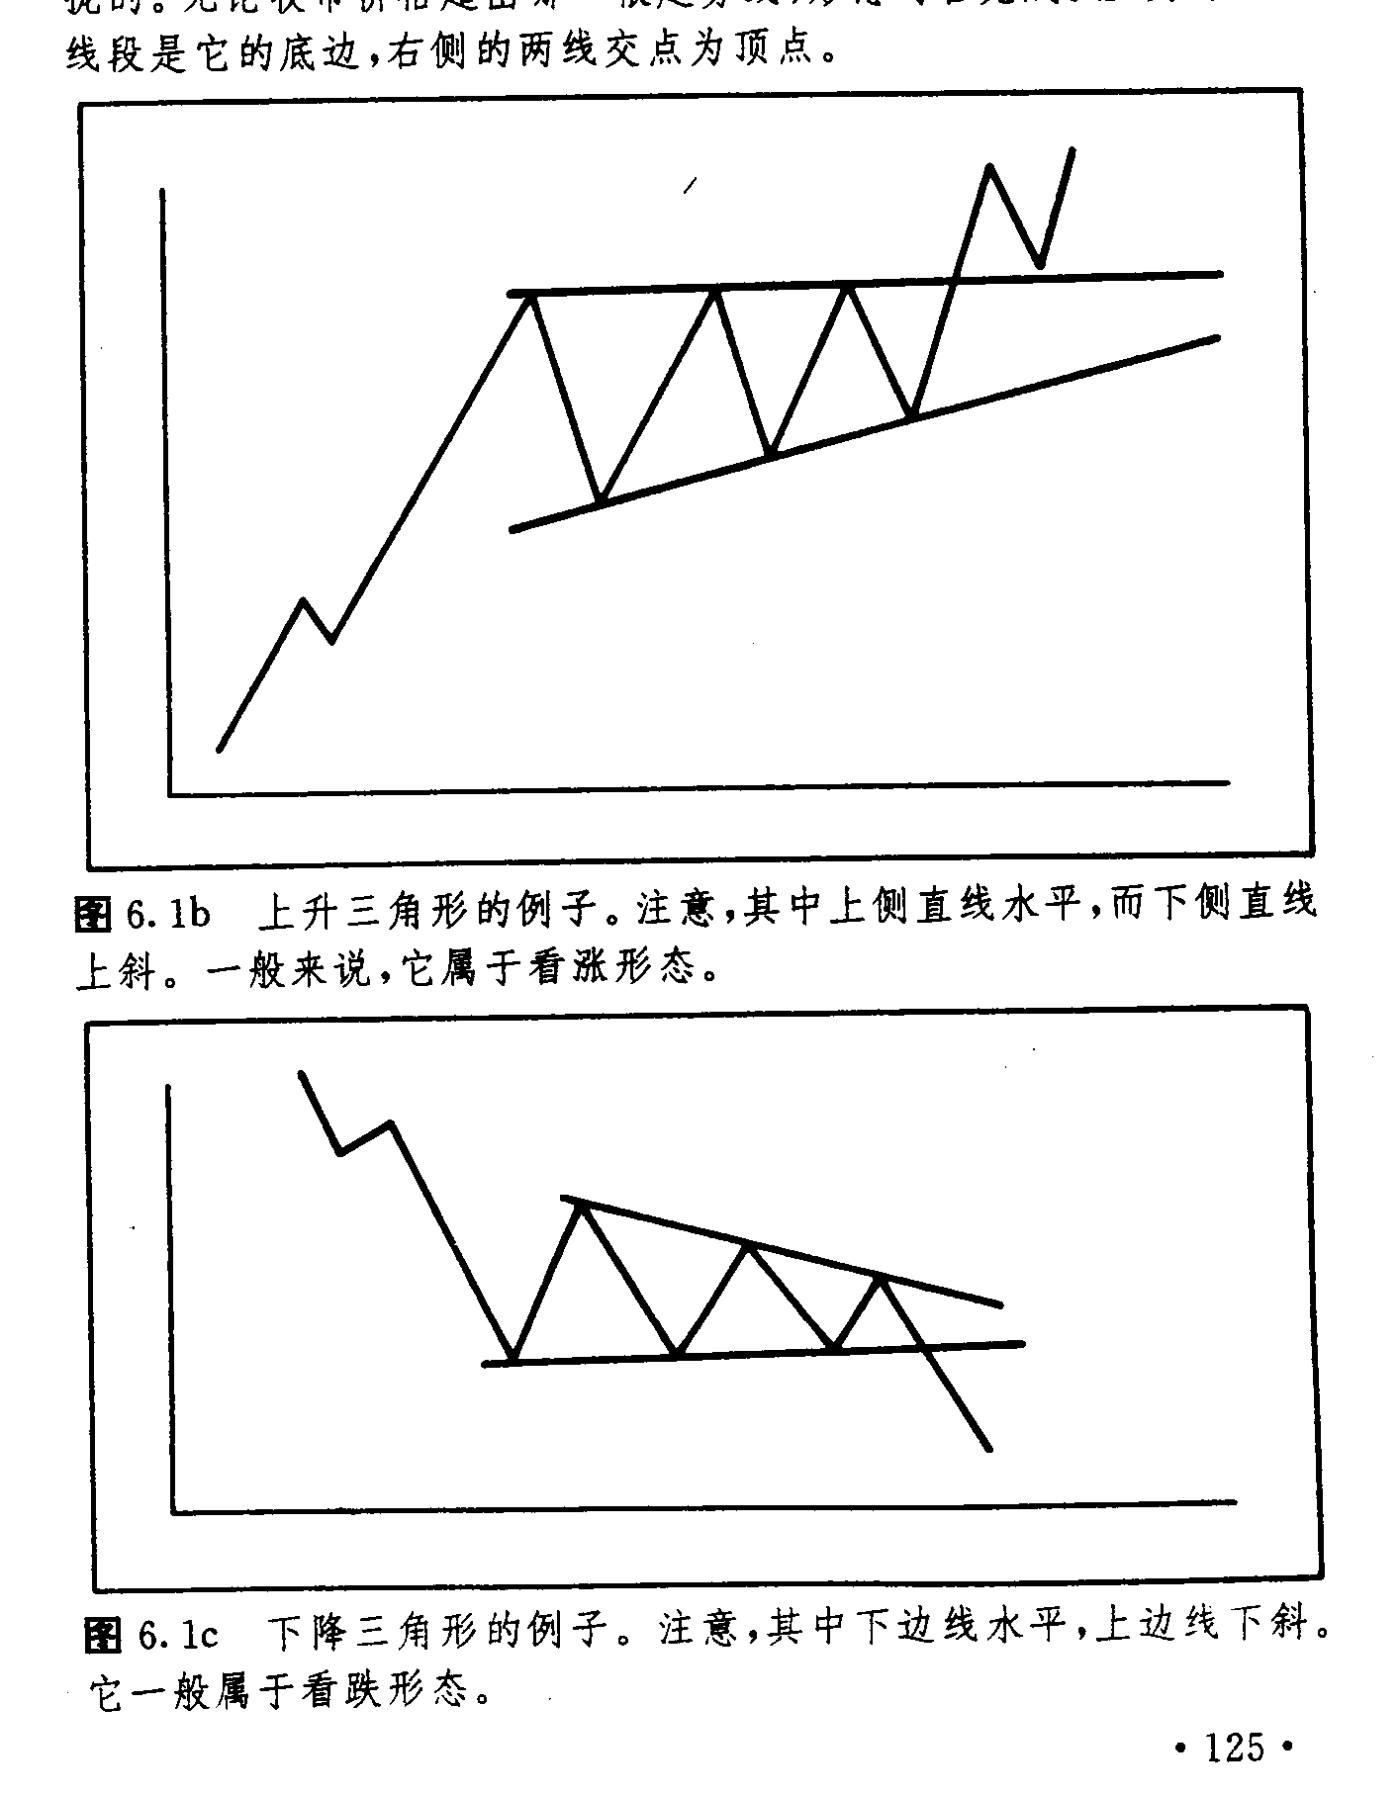 线段是它的底边,右侧的两线交点为顶点。
图 6.1b 上升三角形的例子。注意,其中上侧直线水平,而下侧直线
上斜。一般来说,它属于看涨形态。
图 6.1c 下降三角形的例子。注意,其中下边线水平,上边线下斜。
它一般属于看跌形态。
·125·